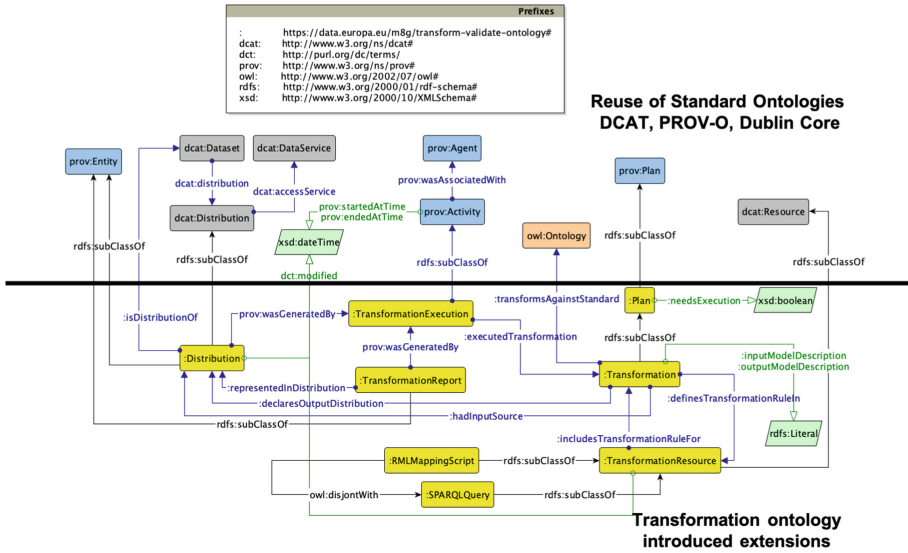 Prefixes
: https://data.europa.eu/m8g/transform-validate-ontology#
dcat: http://www.w3.org/ns/dcat#
dct: http://purl.org/dc/terms/
prov: http://www.w3.org/ns/prov#
owl: http://www.w3.org/2002/07/owl#
rdfs: http://www.w3.org/2000/01/rdf-schema#
xsd: http://www.w3.org/2000/10/XMLSchema#
Reuse of Standard Ontologies
DCAT, PROV-O, Dublin Core
dcat:Dataset
dcat:DataService
prov:Agent
prov:Entity
prov:Plan
dcat:distribution
dcat:accessService
prov:wasAssociatedWith
prov:startedAtTime
prov:endedAtTime
prov:Activity
dcat:Distribution
dcat:Resource
xsd:dateTime
owl:Ontology
rdfs:subClassOf
rdfs:subClassOf
rdfs:subClassOf
rdfs:subClassOf
rdfs:subClassOf
dct:modified
:transformsAgainstStandard
:Plan
:needsExecution
xsd:boolean
:isDistributionOf
prov:wasGeneratedBy
:TransformationExecution
:executedTransformation
rdfs:subClassOf
prov:wasGeneratedBy
:Distribution
:inputModelDescription
:outputModelDescription
:TransformationReport
:Transformation
:representedInDistribution
:declaresOutputDistribution
:definesTransformationRuleIn
:hadInputSource
rdfs:subClassOf
rdfs:Literal
:includesTransformationRuleFor
:RMLMappingScript
rdfs:subClassOf
:TransformationResource
owl:disjontWith
:SPARQLQuery
rdfs:subClassOf
Transformation ontology
introduced extensions